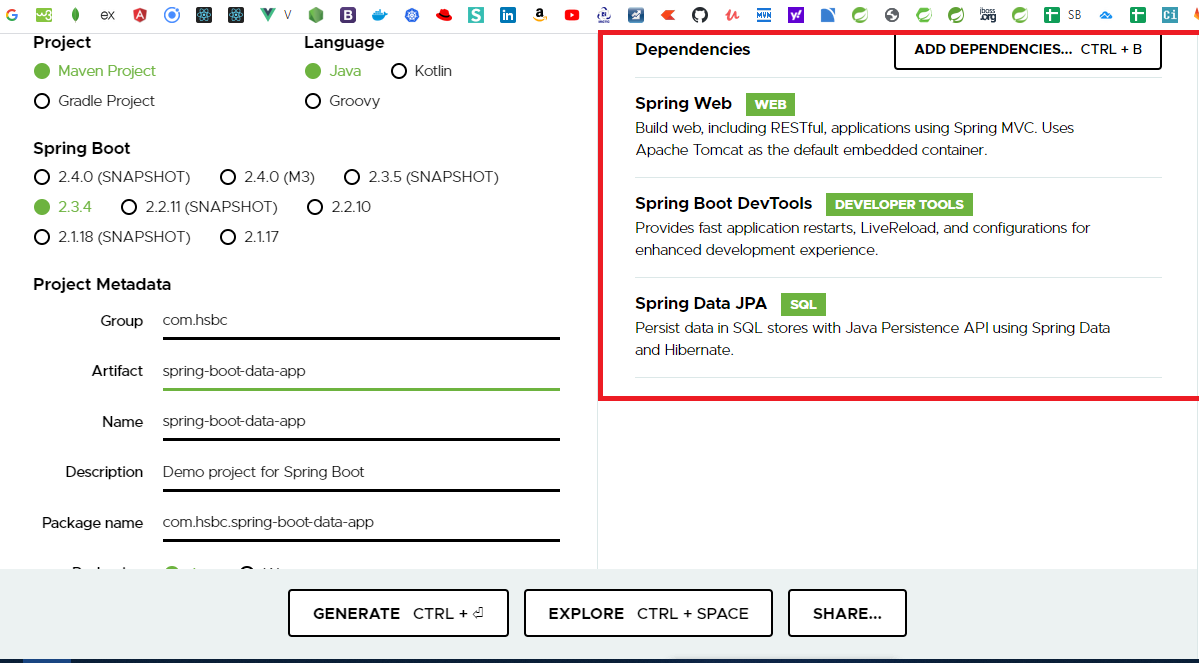 ex
V
SB
Project
Maven Project
Gradle Project
Language
Java Kotlin
Groovy
Spring Boot
2.4.0 (SNAPSHOT) 2.4.0 (M3) 2.3.5 (SNAPSHOT)
2.3.4 2.2.11 (SNAPSHOT) 2.2.10
2.1.18 (SNAPSHOT) 2.1.17
Project Metadata
Group com.hsbc
Artifact spring-boot-data-app
Name spring-boot-data-app
Description Demo project for Spring Boot
Package name com.hsbc.spring-boot-data-app
Dependencies
ADD DEPENDENCIES... CTRL + B
Spring Web WEB
Build web, including RESTful, applications using Spring MVC. Uses
Apache Tomcat as the default embedded container.
Spring Boot DevTools DEVELOPER TOOLS
Provides fast application restarts, LiveReload, and configurations for
enhanced development experience.
Spring Data JPA SQL
Persist data in SQL stores with Java Persistence API using Spring Data
and Hibernate.
GENERATE CTRL + ⏎
EXPLORE CTRL + SPACE
SHARE...